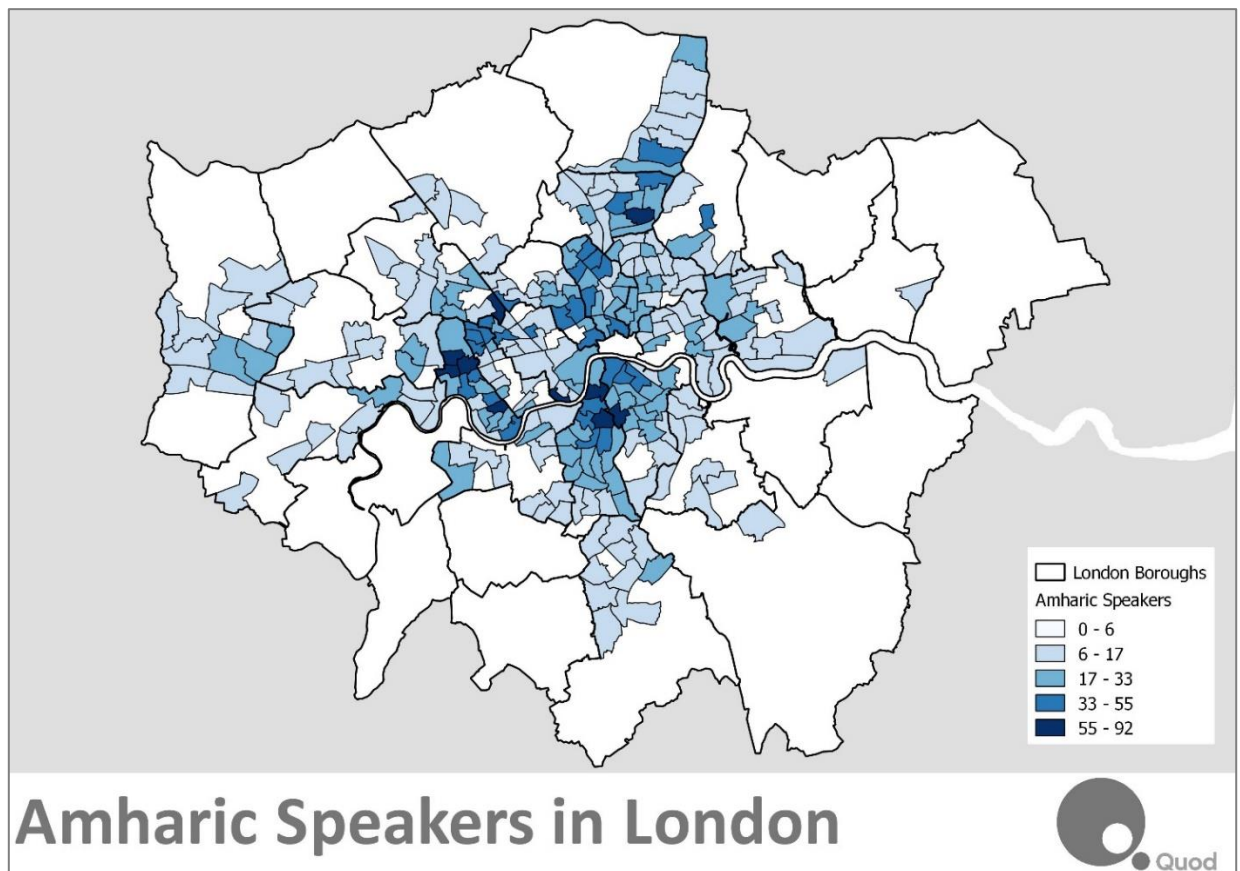 London Boroughs
Amharic Speakers
0 - 6
6 - 17
17 - 33
33 - 55
55 - 92
Amharic Speakers in London
Quod